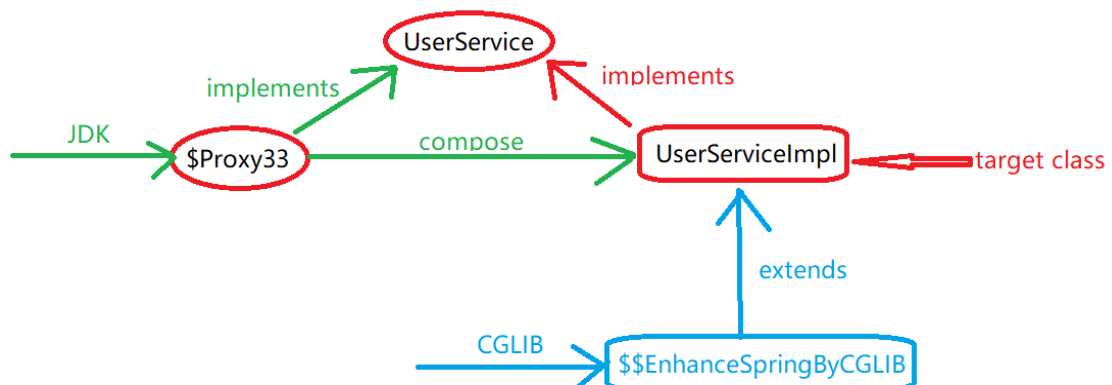 UserService
implements
implements
JDK
$Proxy33
compose
UserServiceImpl
target class
extends
CGLIB
$$EnhanceSpringByCGLIB